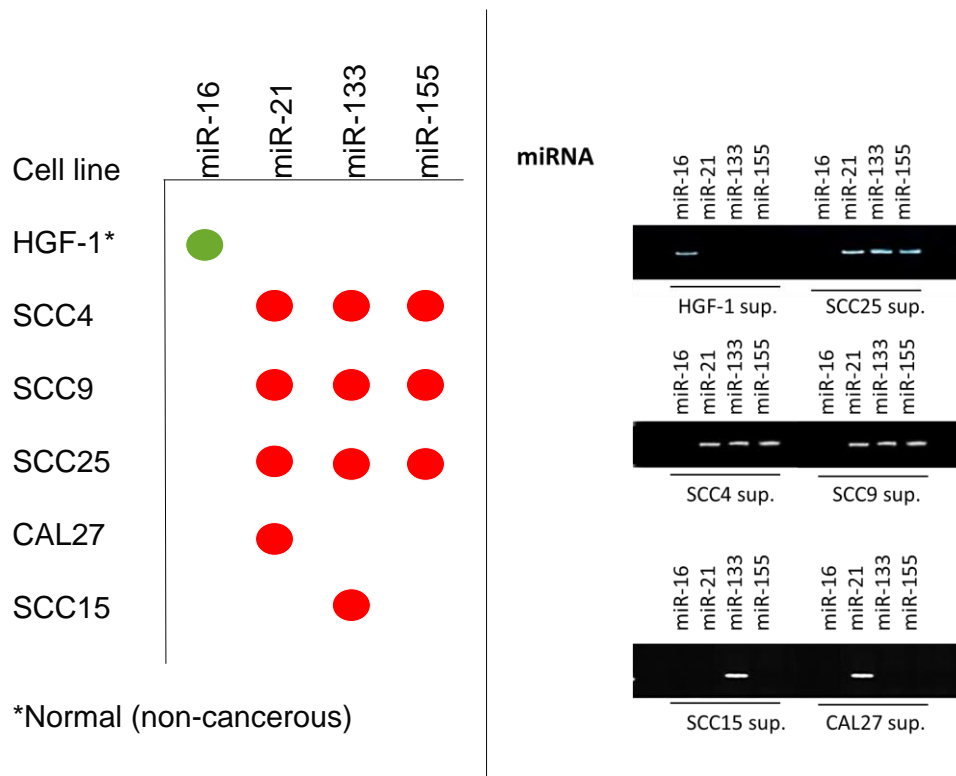 miR-16
miR-21
miR-133
miR-155
Cell line
HGF-1*
SCC4
SCC9
SCC25
CAL27
SCC15
*Normal (non-cancerous)
miRNA
miR-16
miR-21
miR-133
miR-155
miR-16
miR-21
miR-133
miR-155
HGF-1 sup.
SCC25 sup.
miR-16
miR-21
miR-133
miR-155
miR-16
miR-21
miR-133
miR-155
SCC4 sup.
SCC9 sup.
miR-16
miR-21
miR-133
miR-155
miR-16
miR-21
miR-133
miR-155
SCC15 sup.
CAL27 sup.